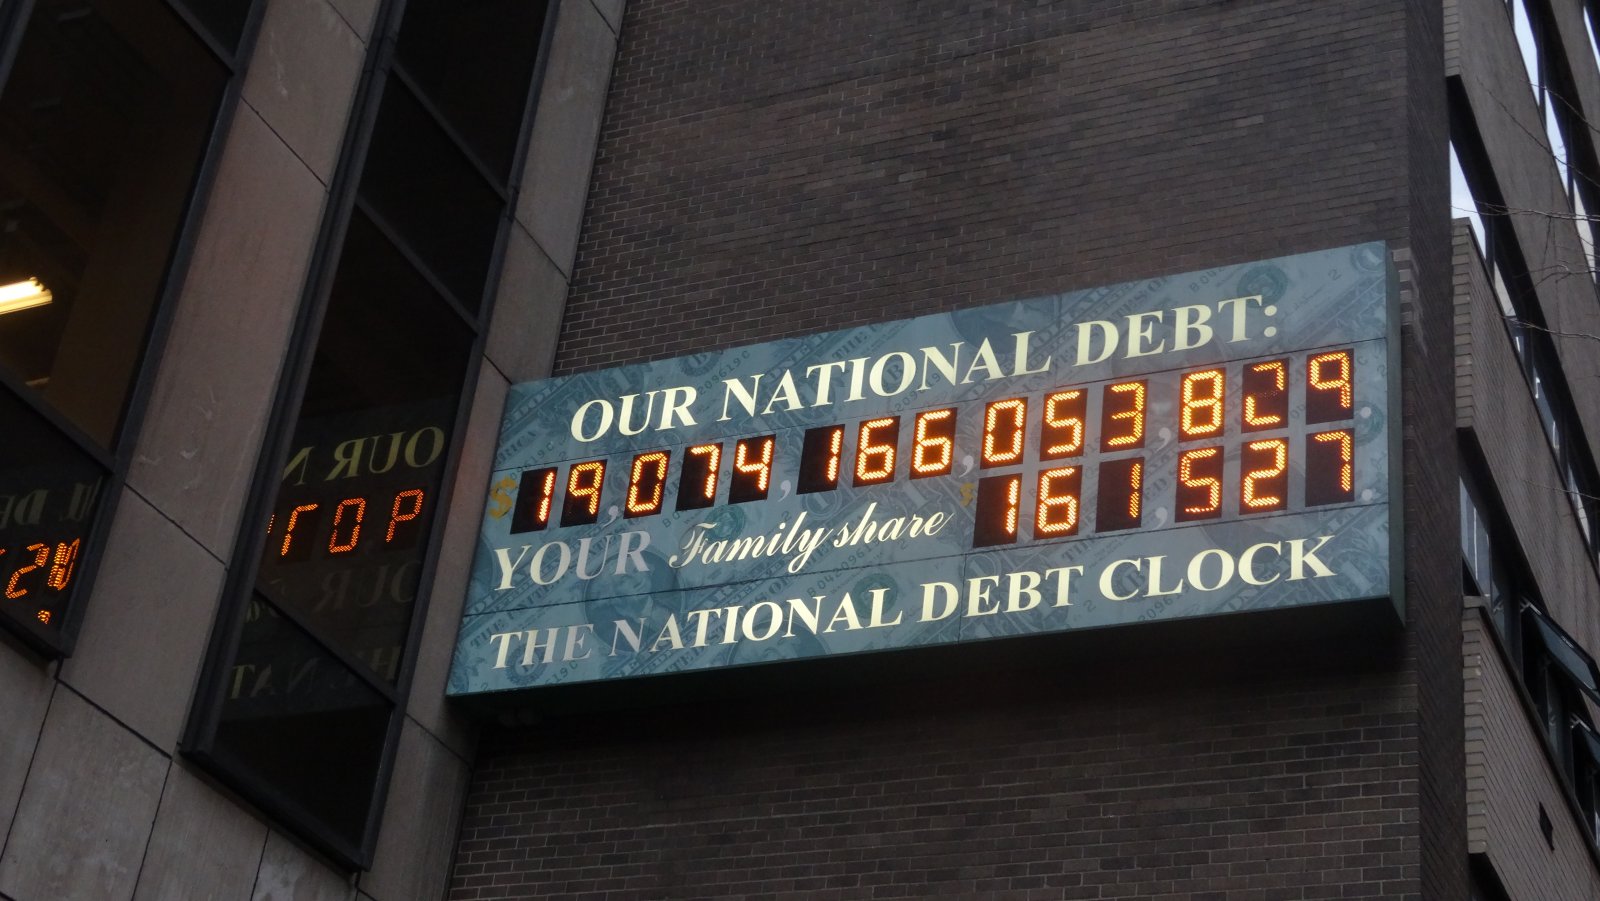 OUR NATIONAL DEBT:
$19,074,166,053,829
YOUR Family share $161,527
THE NATIONAL DEBT CLOCK